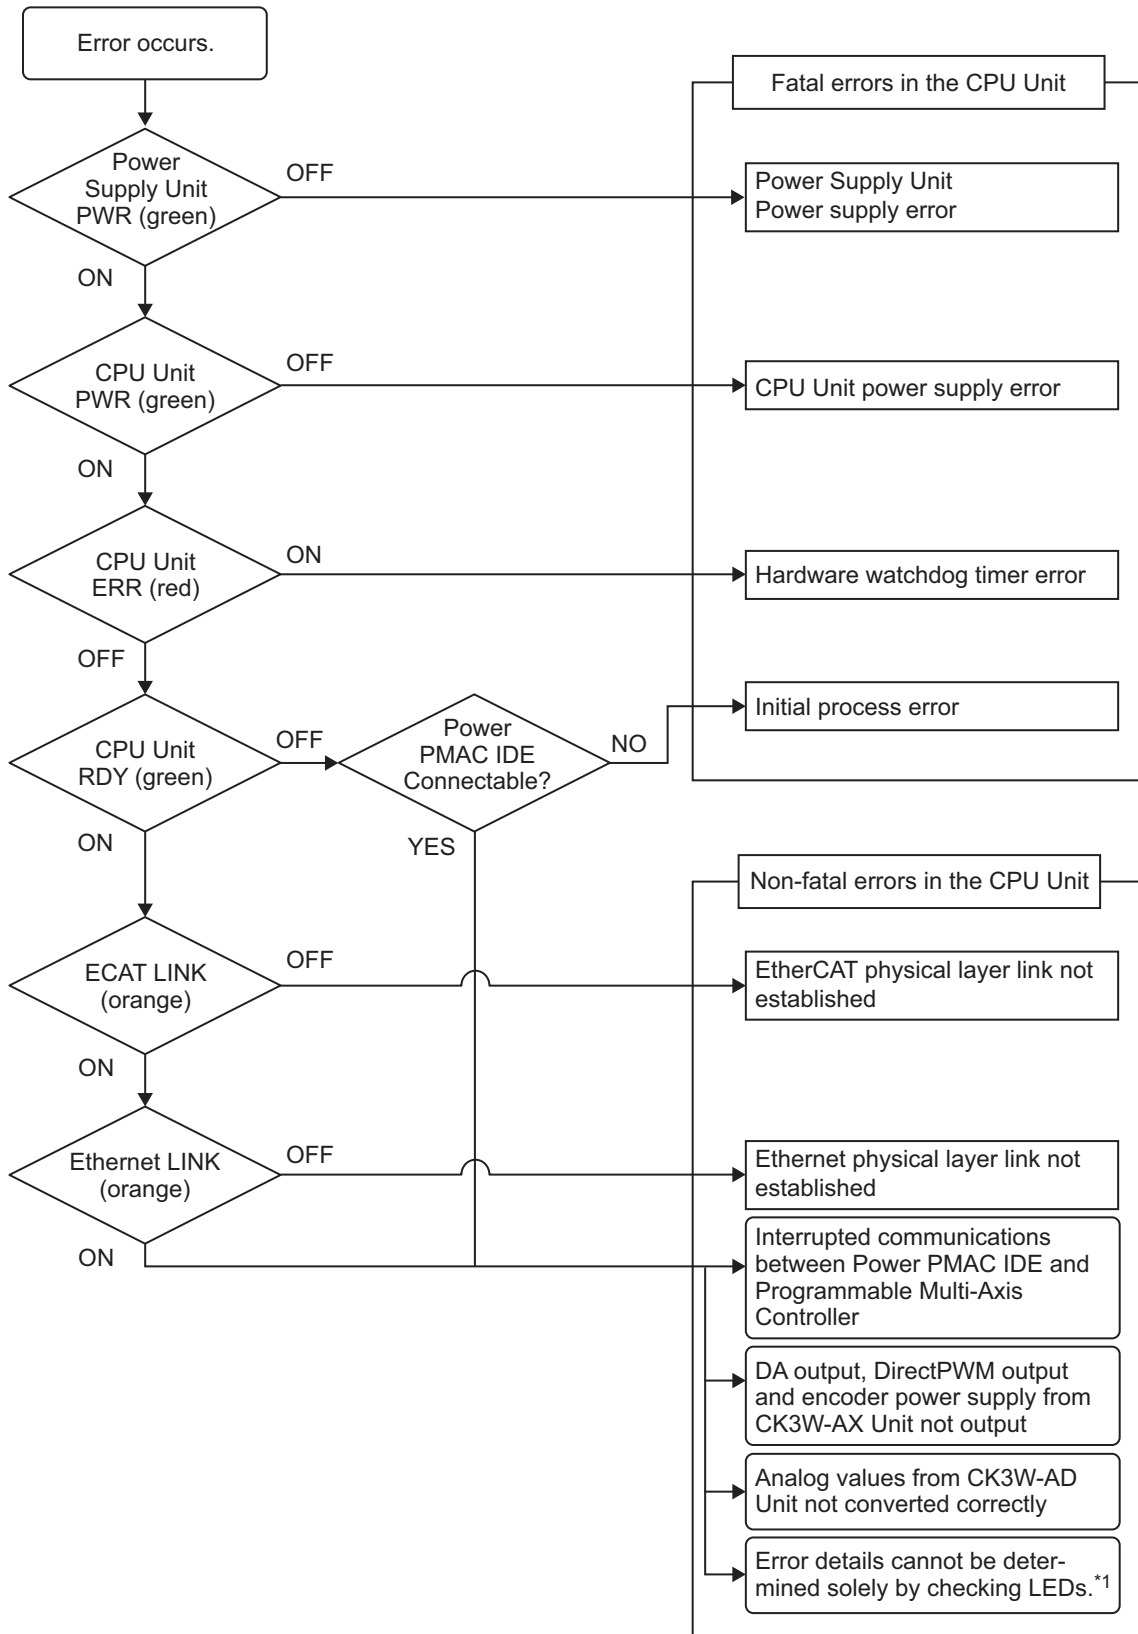 Error occurs.
Fatal errors in the CPU Unit
Power
Supply Unit
PWR (green)
OFF
Power Supply Unit
Power supply error
ON
CPU Unit
PWR (green)
OFF
CPU Unit power supply error
ON
CPU Unit
ERR (red)
ON
Hardware watchdog timer error
OFF
CPU Unit
RDY (green)
OFF
Power
PMAC IDE
Connectable?
NO
Initial process error
ON
YES
Non-fatal errors in the CPU Unit
ECAT LINK
(orange)
OFF
EtherCAT physical layer link not
established
ON
Ethernet LINK
(orange)
OFF
Ethernet physical layer link not
established
ON
Interrupted communications
between Power PMAC IDE and
Programmable Multi-Axis
Controller
DA output, DirectPWM output
and encoder power supply from
CK3W-AX Unit not output
Analog values from CK3W-AD
Unit not converted correctly
Error details cannot be deter-
mined solely by checking LEDs.*1